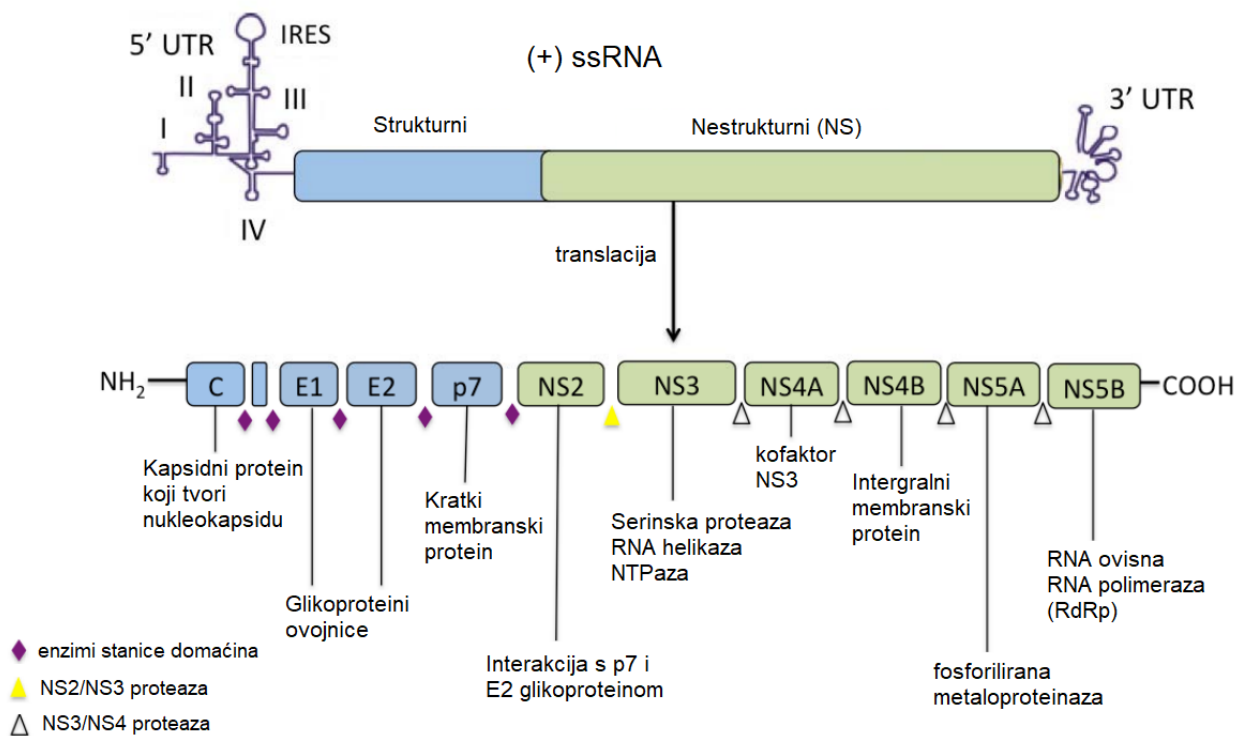 5' UTR
IRES
II
III
I
IV
(+) ssRNA
3' UTR
Strukturni
Nestrukturni (NS)
translacija
NH2
C
E1
E2
p7
NS2
NS3
NS4A
NS4B
NS5A
NS5B
COOH
Kapsidni protein
koji tvori
nukleokapsidu
Glikoproteini
ovojnice
Kratki
membranski
protein
Interakcija s p7 i
E2 glikoproteinom
Serinska proteaza
RNA helikaza
NTPaza
kofaktor
NS3
Intergralni
membranski
protein
fosforilirana
metaloproteinaza
RNA ovisna
RNA polimeraza
(RdRp)
enzimi stanice domaćina
NS2/NS3 proteaza
NS3/NS4 proteaza